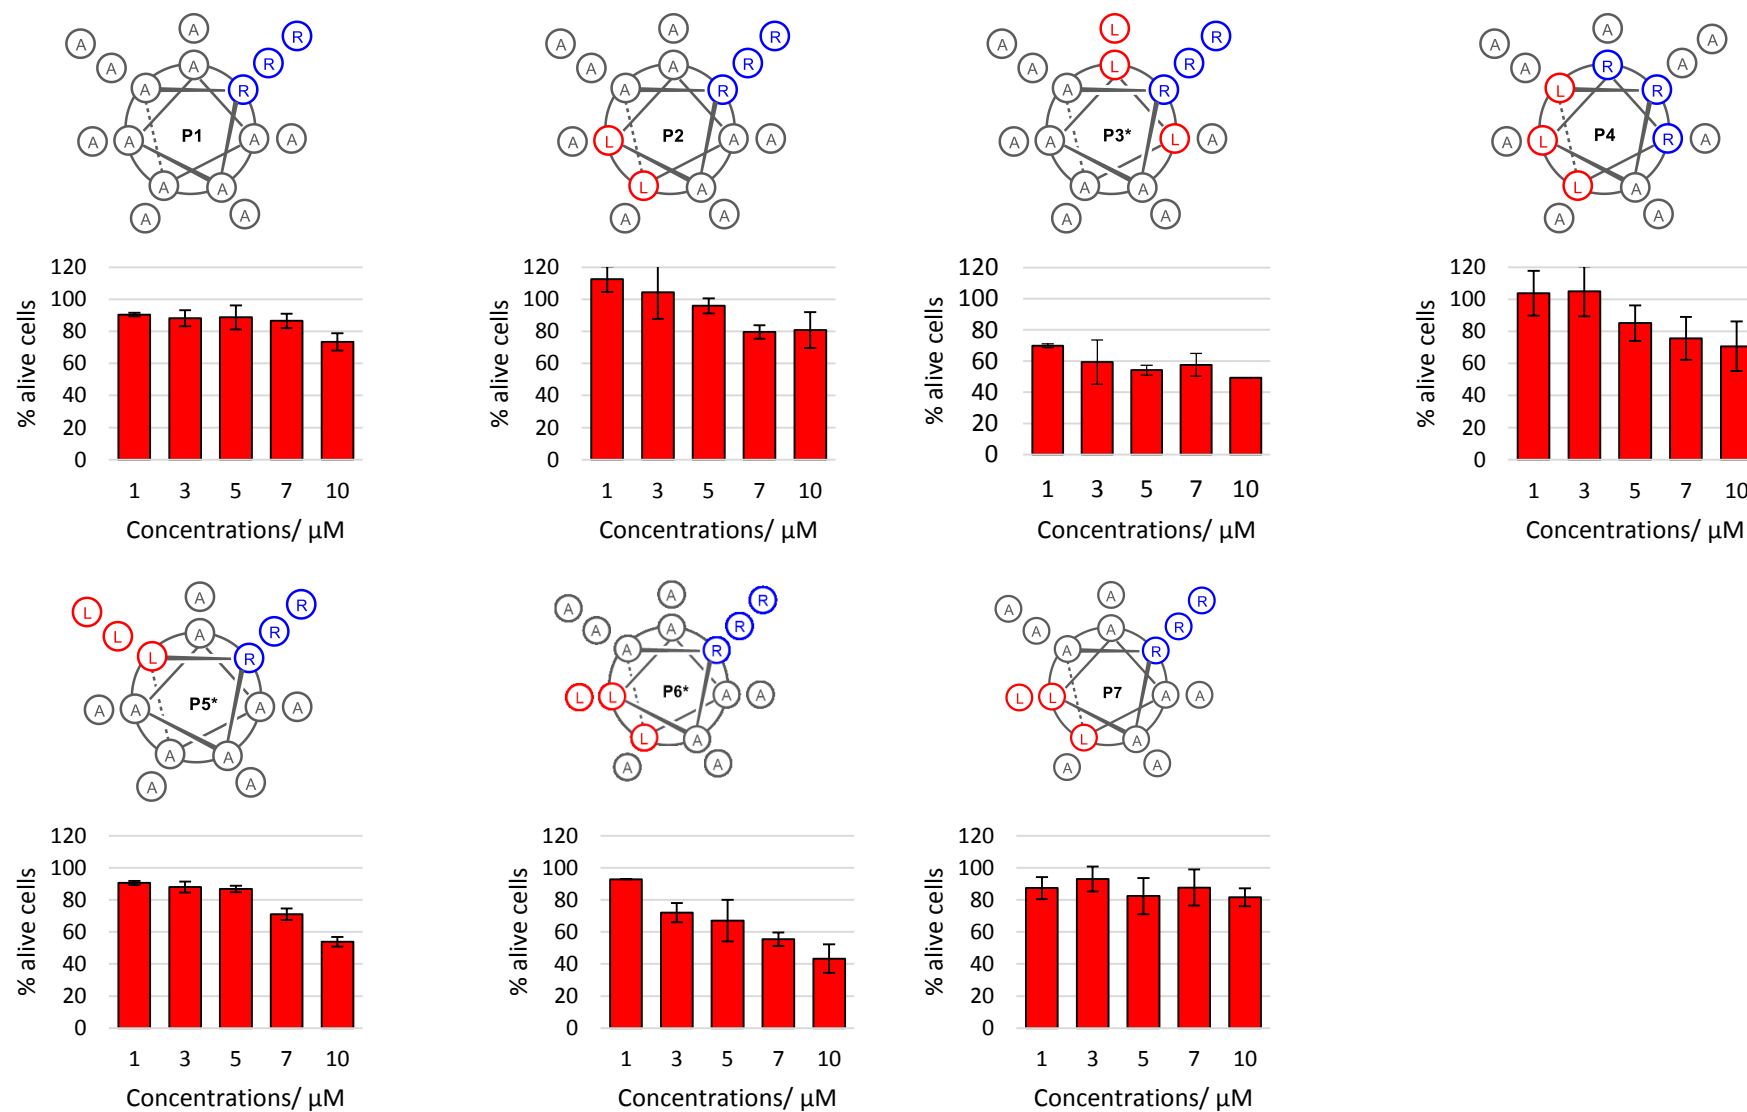 A A R
A A R
A A R
A P1 A A
A A
A A
A A R
A A R
A A R
A L P2 A A
L A
A A
A L R
A L R
A R
A A P3* L A
A A
A A
A A A
A R A
L R
A L P4 R A
L A
A A
120
100
80
60
40
20
0
% alive cells
1 3 5 7 10
Concentrations/ μM
120
100
80
60
40
20
0
% alive cells
1 3 5 7 10
Concentrations/ μM
120
100
80
60
40
20
0
% alive cells
1 3 5 7 10
Concentrations/ μM
120
100
80
60
40
20
0
% alive cells
1 3 5 7 10
Concentrations/ μM
L A R
L A R
L R
A A P5* A A
A A
A A
A A R
A A R
A R
L L P6* A A
L A
A A
A A R
A A R
A R
L L P7 A A
L A
A A
120
100
80
60
40
20
0
% alive cells
1 3 5 7 10
Concentrations/ μM
120
100
80
60
40
20
0
% alive cells
1 3 5 7 10
Concentrations/ μM
120
100
80
60
40
20
0
% alive cells
1 3 5 7 10
Concentrations/ μM